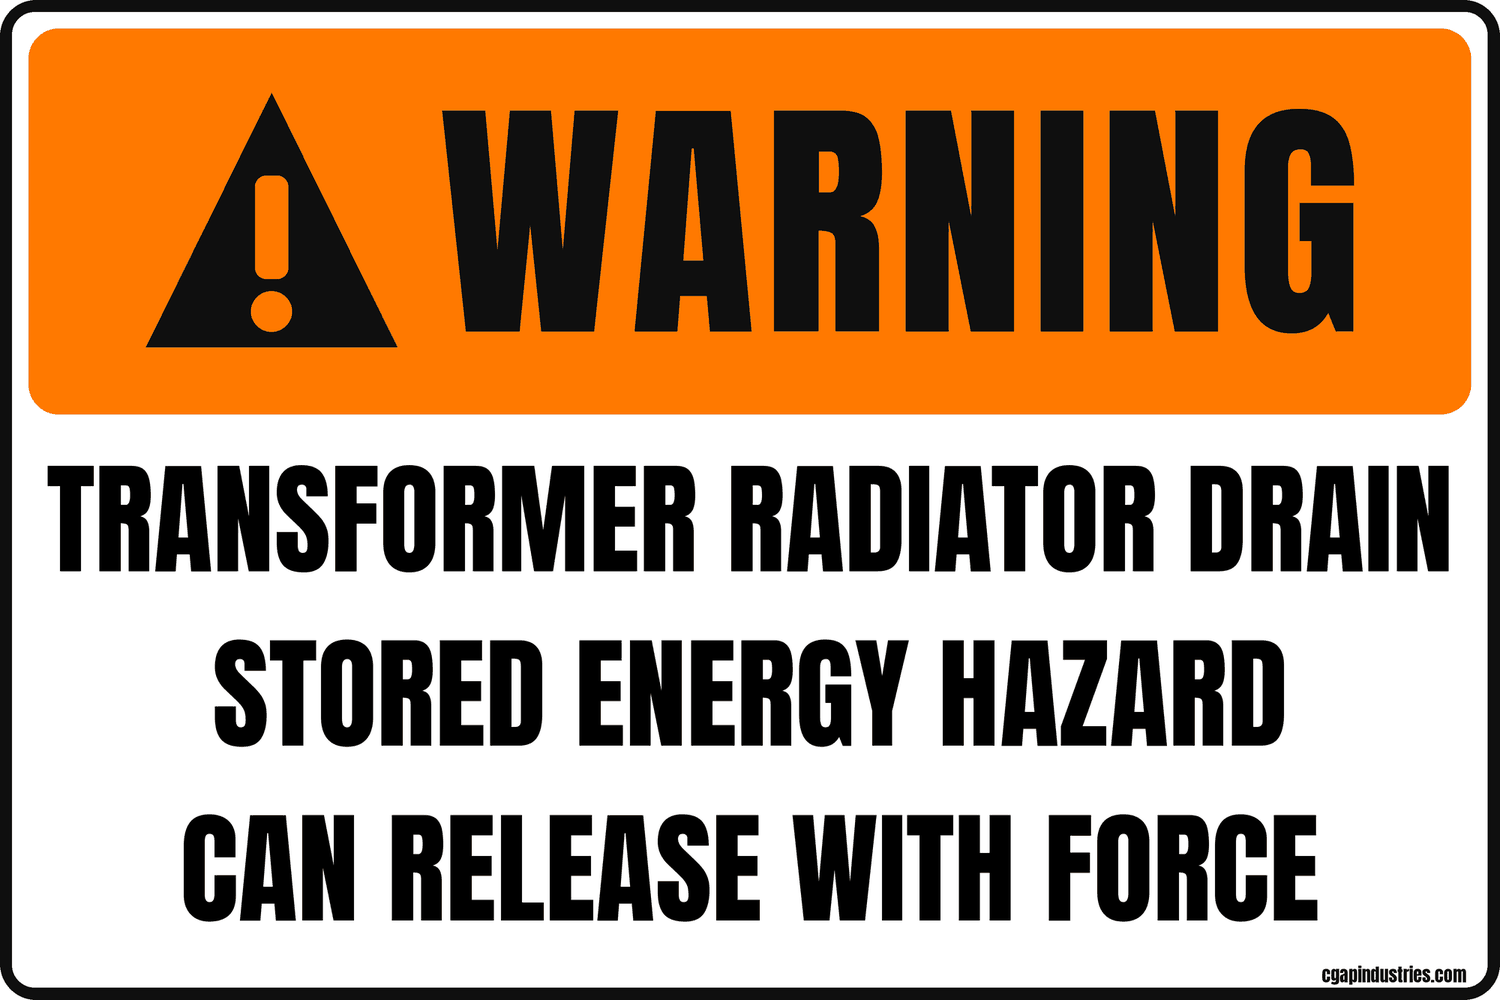 WARNING
TRANSFORMER RADIATOR DRAIN
STORED ENERGY HAZARD
CAN RELEASE WITH FORCE
cgapindustries.com